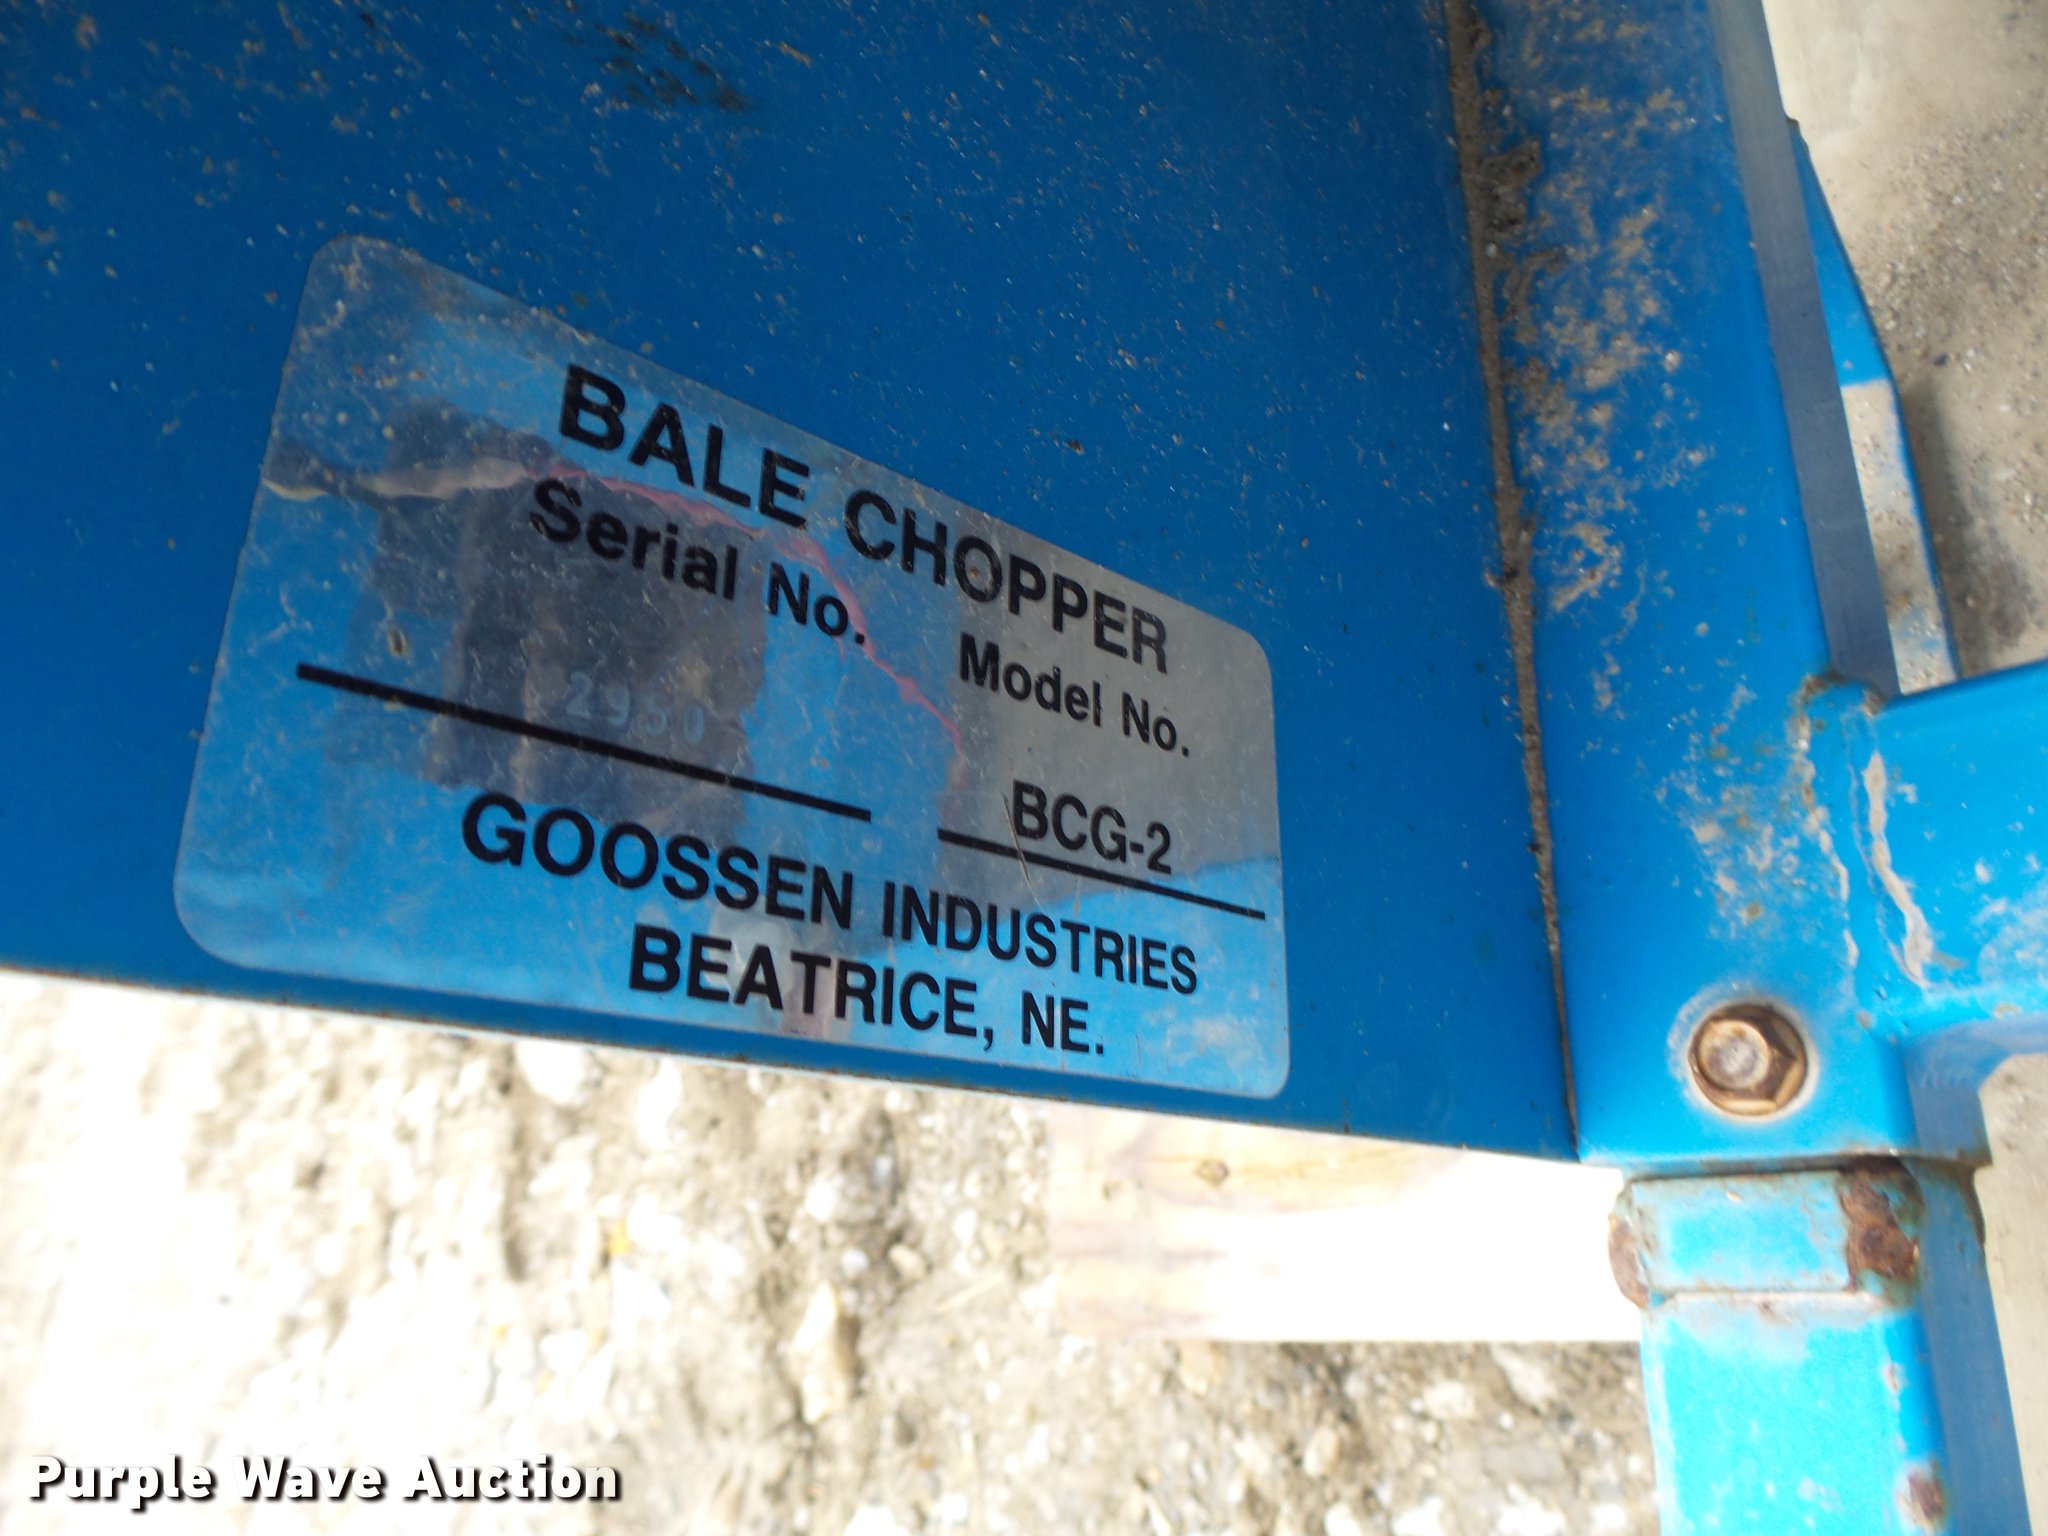 BALE CHOPPER
Serial No. Model No.
2950 BCG-2
GOOSSEN INDUSTRIES
BEATRICE, NE.
Purple Wave Auction